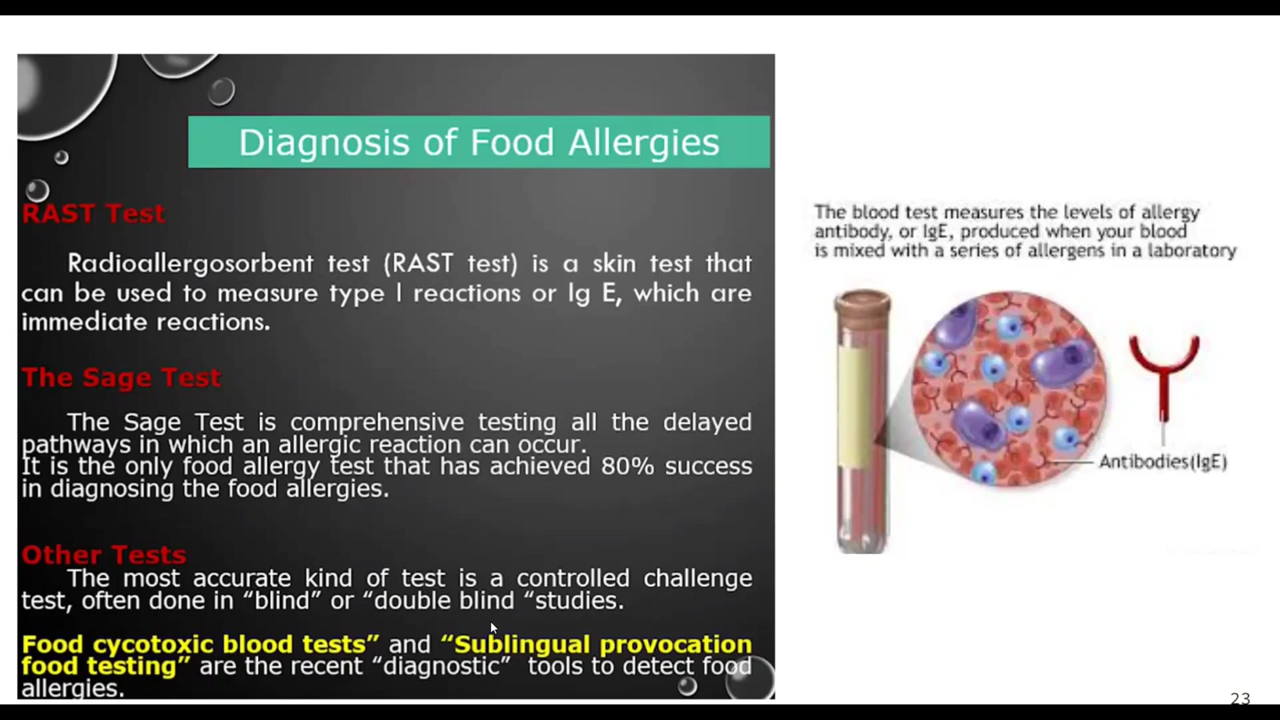 Diagnosis of Food Allergies
RAST Test
Radioallergosorbent test (RAST test) is a skin test that
can be used to measure type I reactions or Ig E, which are
immediate reactions.
The Sage Test
The Sage Test is comprehensive testing all the delayed
pathways in which an allergic reaction can occur.
It is the only food allergy test that has achieved 80% success
in diagnosing the food allergies.
Other Tests
The most accurate kind of test is a controlled challenge
test, often done in “blind” or “double blind “studies.
Food cycotoxic blood tests” and “Sublingual provocation
food testing” are the recent “diagnostic” tools to detect food
allergies.
The blood test measures the levels of allergy
antibody, or IgE, produced when your blood
is mixed with a series of allergens in a laboratory
Antibodies(IgE)
23